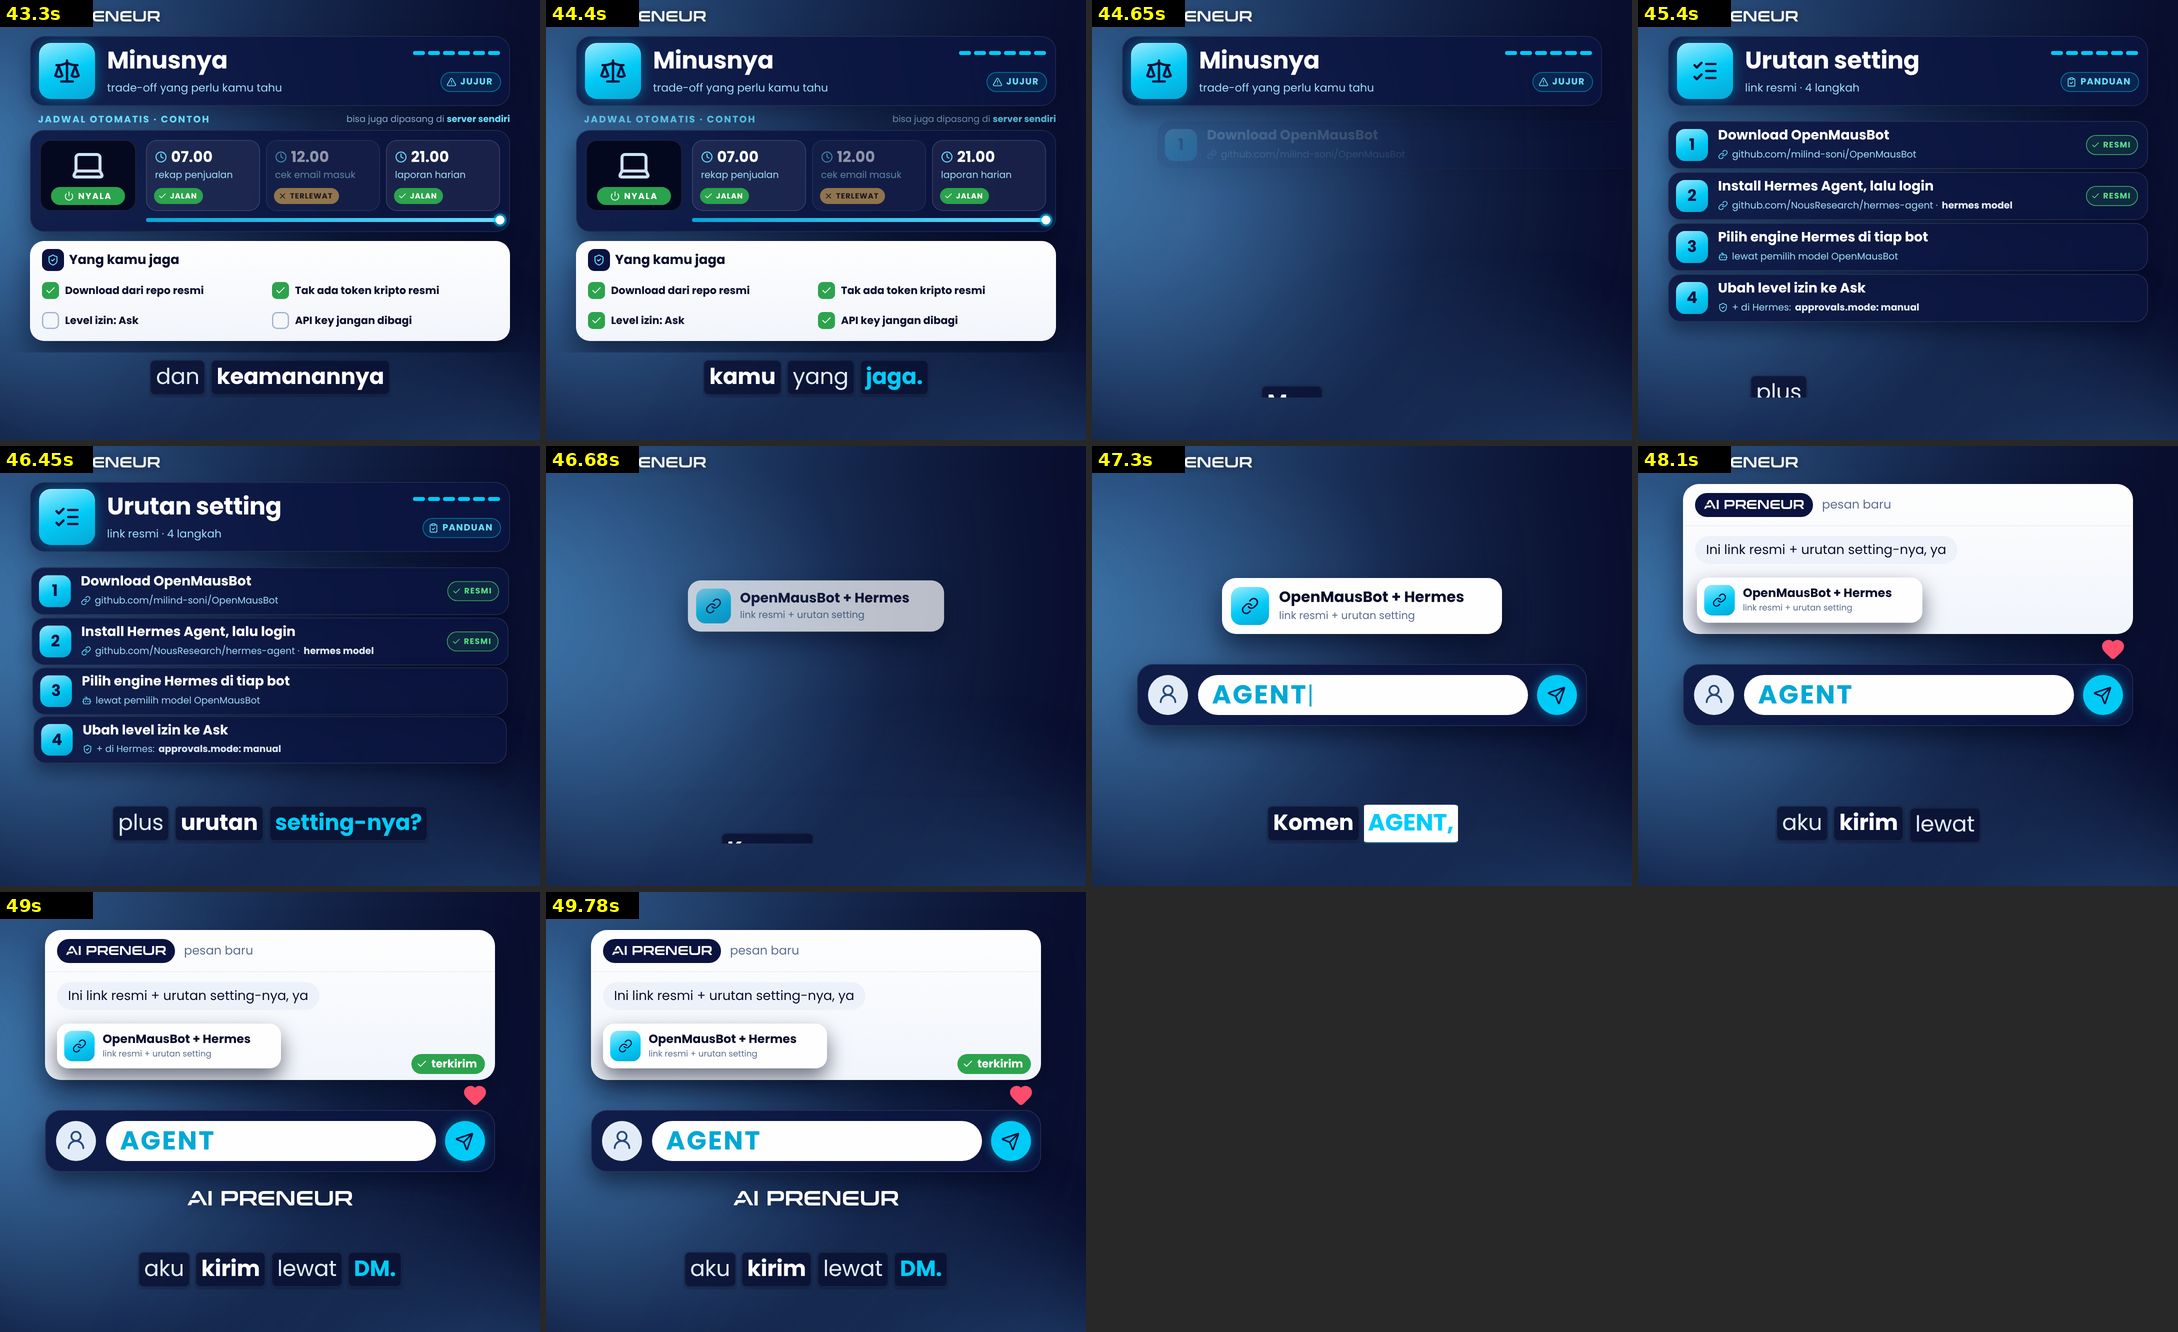 43.3s
ENEUR
Minusnya
trade-off yang perlu kamu tahu
JUJUR
JADWAL OTOMATIS · CONTOH
bisa juga dipasang di server sendiri
NYALA
07.00
rekap penjualan
JALAN
12.00
cek email masuk
TERLEWAT
21.00
laporan harian
JALAN
Yang kamu jaga
Download dari repo resmi
Tak ada token kripto resmi
Level izin: Ask
API key jangan dibagi
dan keamanannya
44.4s
ENEUR
Minusnya
trade-off yang perlu kamu tahu
JUJUR
JADWAL OTOMATIS · CONTOH
bisa juga dipasang di server sendiri
NYALA
07.00
rekap penjualan
JALAN
12.00
cek email masuk
TERLEWAT
21.00
laporan harian
JALAN
Yang kamu jaga
Download dari repo resmi
Tak ada token kripto resmi
Level izin: Ask
API key jangan dibagi
kamu yang jaga.
44.65s
ENEUR
Minusnya
trade-off yang perlu kamu tahu
JUJUR
1
Download OpenMausBot
github.com/milind-soni/OpenMausBot
45.4s
ENEUR
Urutan setting
link resmi · 4 langkah
PANDUAN
1
Download OpenMausBot
github.com/milind-soni/OpenMausBot
RESMI
2
Install Hermes Agent, lalu login
github.com/NousResearch/hermes-agent · hermes model
RESMI
3
Pilih engine Hermes di tiap bot
lewat pemilih model OpenMausBot
4
Ubah level izin ke Ask
+ di Hermes: approvals.mode: manual
plus
46.45s
ENEUR
Urutan setting
link resmi · 4 langkah
PANDUAN
1
Download OpenMausBot
github.com/milind-soni/OpenMausBot
RESMI
2
Install Hermes Agent, lalu login
github.com/NousResearch/hermes-agent · hermes model
RESMI
3
Pilih engine Hermes di tiap bot
lewat pemilih model OpenMausBot
4
Ubah level izin ke Ask
+ di Hermes: approvals.mode: manual
plus urutan setting-nya?
46.68s
ENEUR
OpenMausBot + Hermes
link resmi + urutan setting
47.3s
ENEUR
OpenMausBot + Hermes
link resmi + urutan setting
AGENT
Komen AGENT,
48.1s
ENEUR
AI PRENEUR pesan baru
Ini link resmi + urutan setting-nya, ya
OpenMausBot + Hermes
link resmi + urutan setting
AGENT
aku kirim lewat
49s
AI PRENEUR pesan baru
Ini link resmi + urutan setting-nya, ya
OpenMausBot + Hermes
link resmi + urutan setting
terkirim
AGENT
AI PRENEUR
aku kirim lewat DM.
49.78s
AI PRENEUR pesan baru
Ini link resmi + urutan setting-nya, ya
OpenMausBot + Hermes
link resmi + urutan setting
terkirim
AGENT
AI PRENEUR
aku kirim lewat DM.